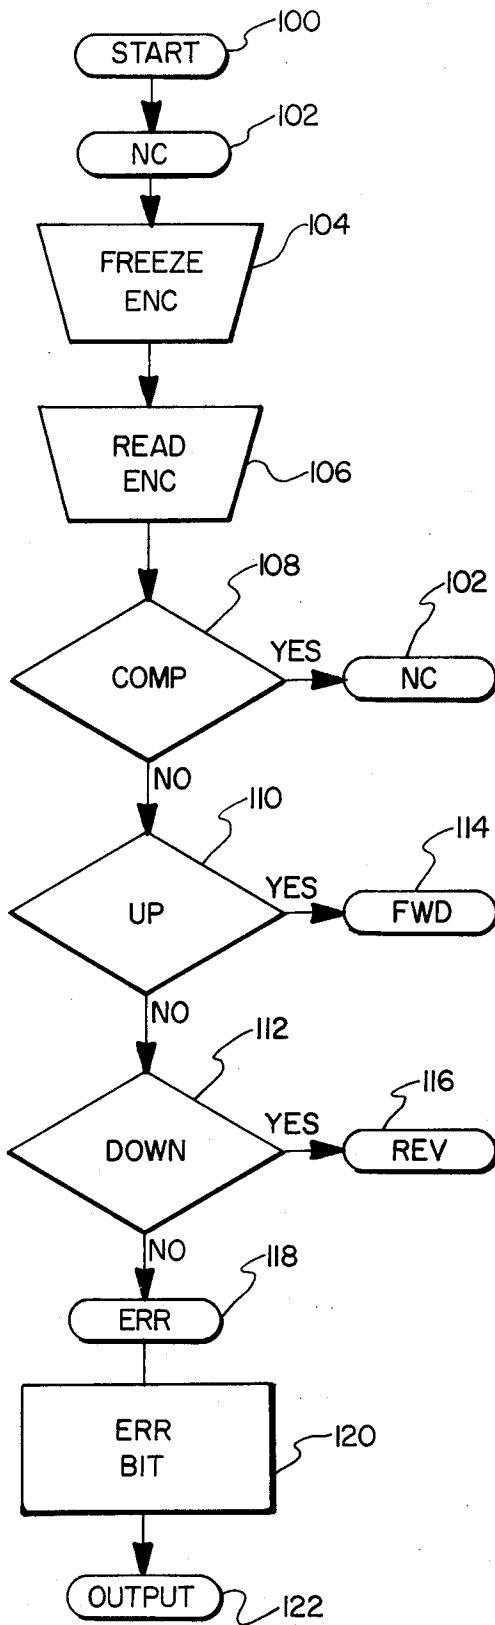 START
100
NC
102
FREEZE
ENC
104
READ
ENC
106
COMP
108
YES
NC
102
NO
UP
110
YES
FWD
114
NO
DOWN
112
YES
REV
116
NO
ERR
118
ERR
BIT
120
OUTPUT
122